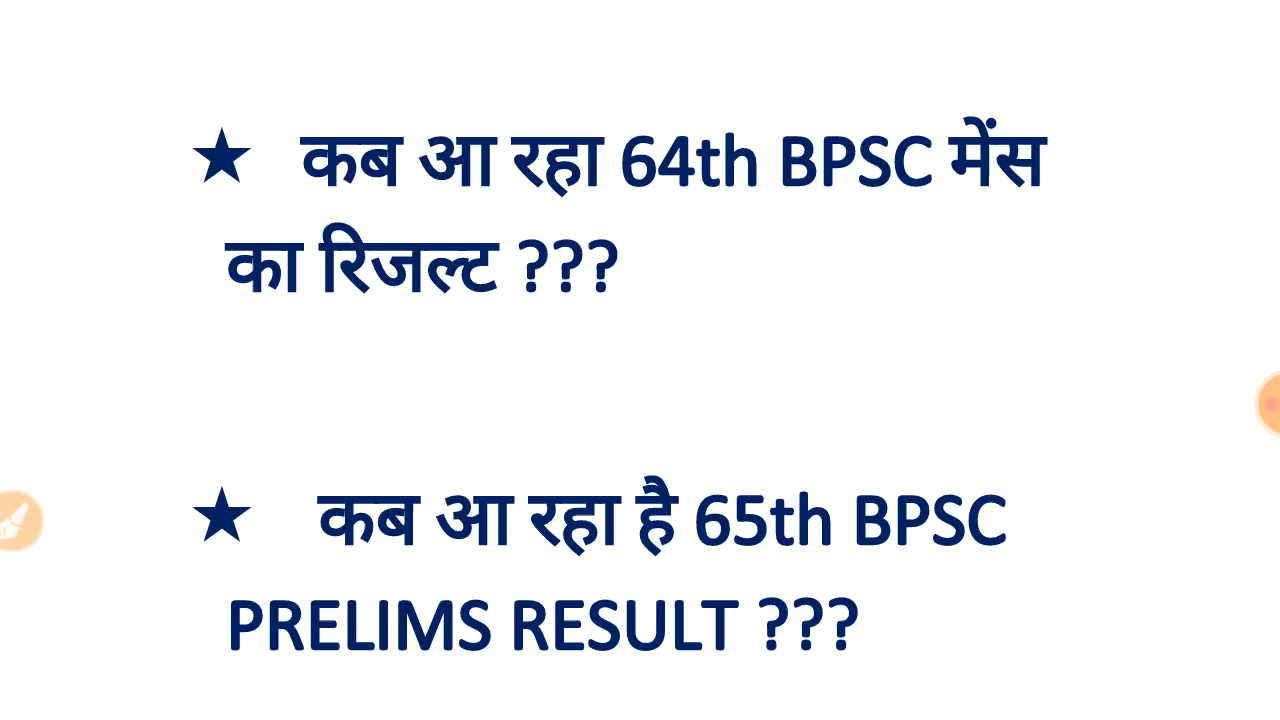 ★ कब आ रहा 64th BPSC मेंस
का रिजल्ट ???
★ कब आ रहा है 65th BPSC
PRELIMS RESULT ???